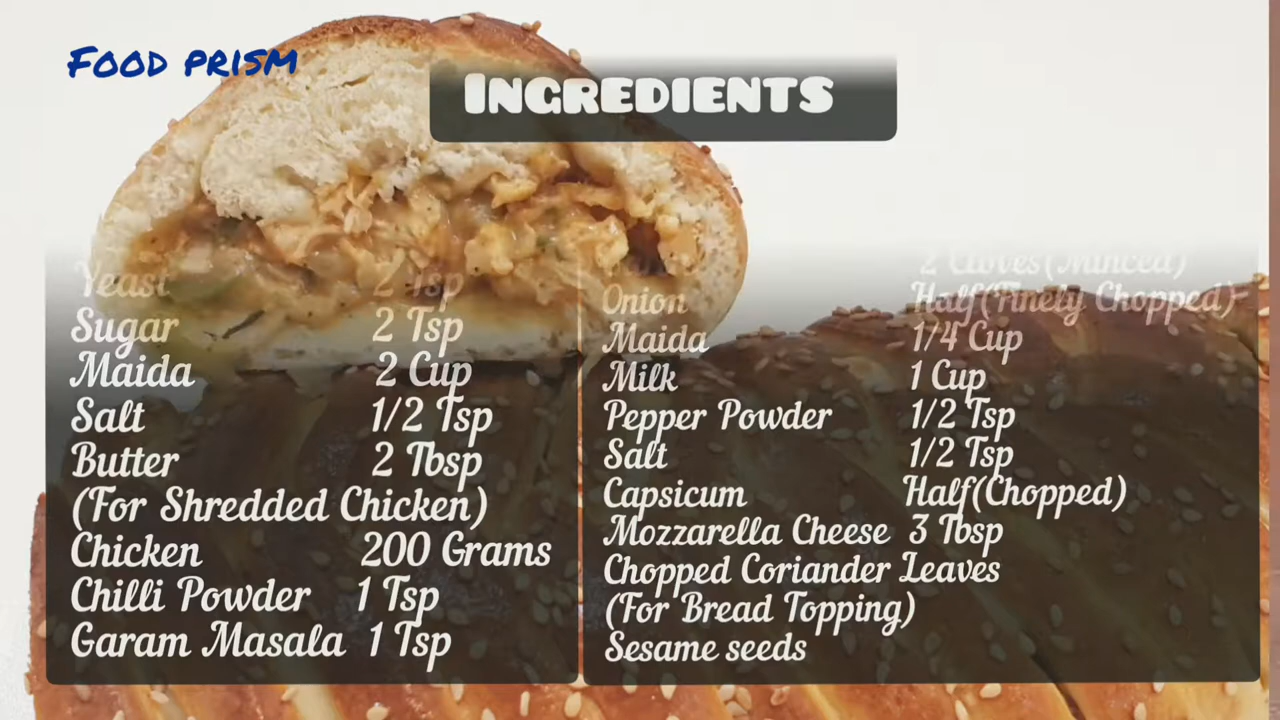 Food prism
Ingredients
Yeast 2 Tsp
Sugar 2 Tsp
Maida 2 Cup
Salt 1/2 Tsp
Butter 2 Tbsp
(For Shredded Chicken)
Chicken 200 Grams
Chilli Powder 1 Tsp
Garam Masala 1 Tsp
2 Cloves(Minced)
Onion Half(Finely Chopped)
Maida 1/4 Cup
Milk 1 Cup
Pepper Powder 1/2 Tsp
Salt 1/2 Tsp
Capsicum Half(Chopped)
Mozzarella Cheese 3 Tbsp
Chopped Coriander Leaves
(For Bread Topping)
Sesame seeds